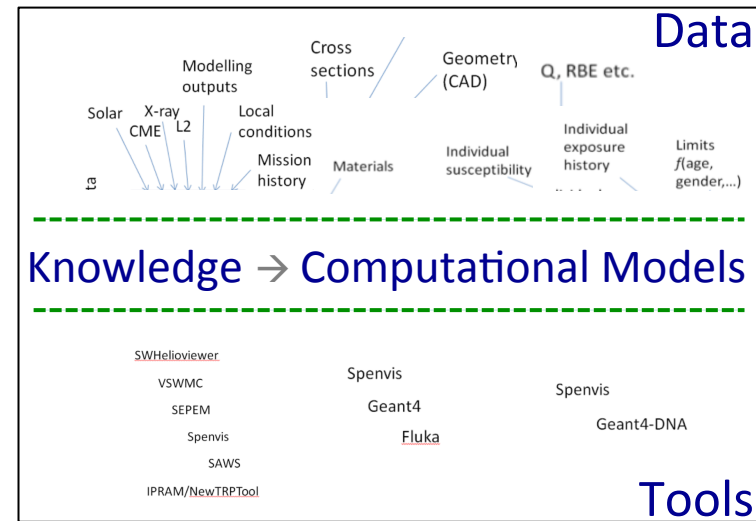 Data
Cross
sections
Geometry
(CAD)
Q, RBE etc.
Modelling
outputs
Solar
X-ray
CME
L2
Local
conditions
Mission
history
Materials
Individual
susceptibility
Individual
exposure
history
Limits
f(age,
gender,...)
ta
Knowledge → Computational Models
SWHelioviewer
VSWMC
SEPEM
Spenvis
SAWS
IPRAM/NewTRPTool
Spenvis
Geant4
Fluka
Spenvis
Geant4-DNA
Tools